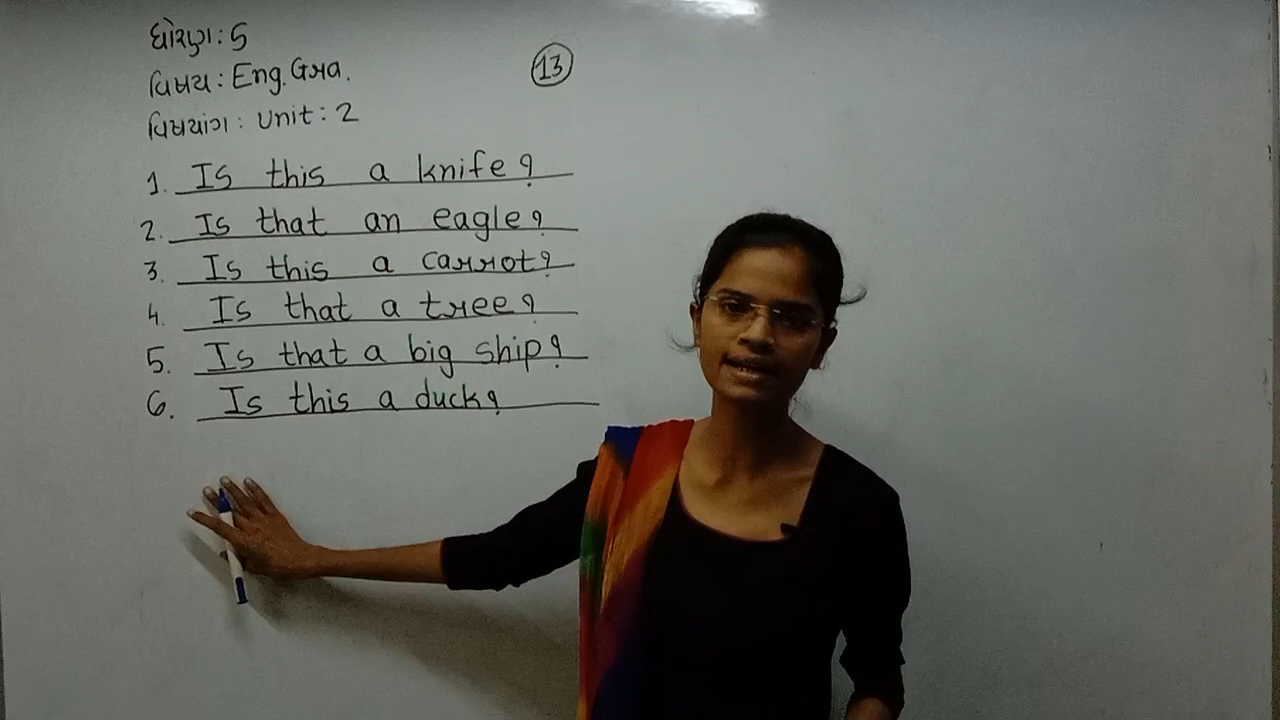 ધોરણ : 5
વિષય : Eng. Gમa.
13
વિષયાંગ : Unit : 2
1. Is this a knife?
2. Is that an eagle?
3. Is this a carrot?
4. Is that a tree?
5. Is that a big ship?
6. Is this a duck?